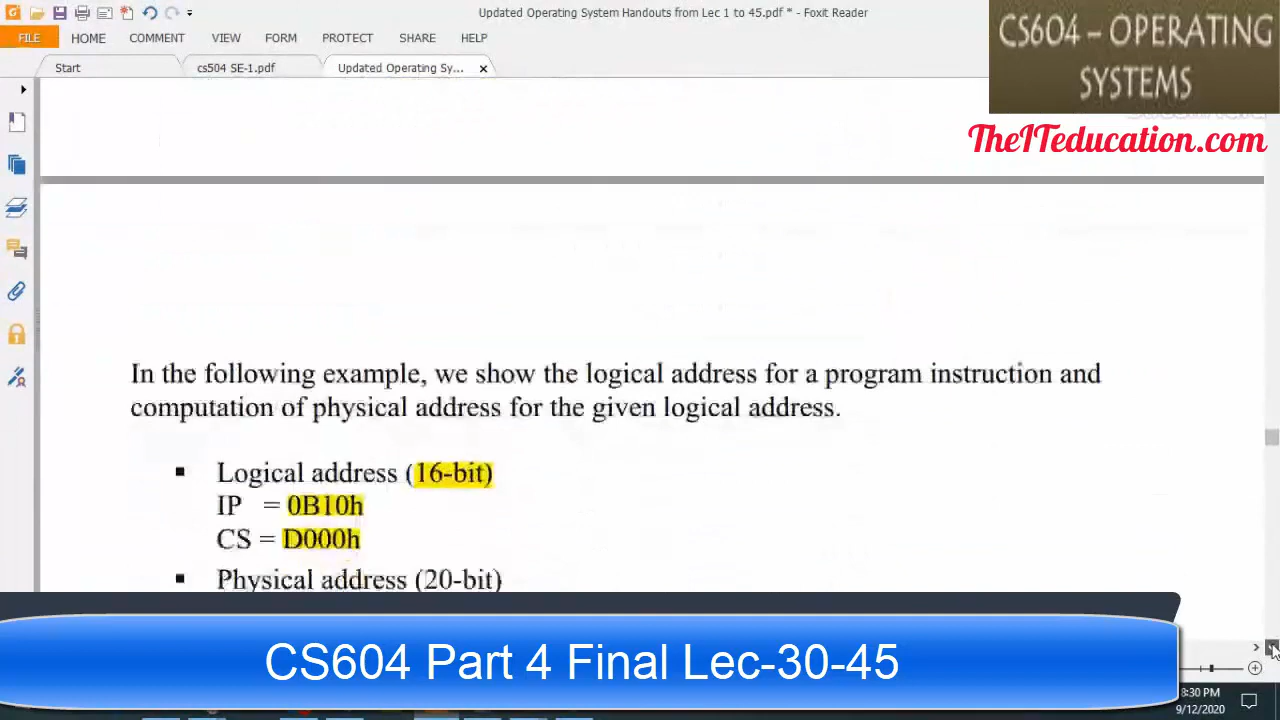 Updated Operating System Handouts from Lec 1 to 45.pdf * - Foxit Reader
CS604 – OPERATING
SYSTEMS
FILE HOME COMMENT VIEW FORM PROTECT SHARE HELP
Start cs504 SE-1.pdf Updated Operating Sy...
TheITeducation.com
In the following example, we show the logical address for a program instruction and
computation of physical address for the given logical address.
▪ Logical address (16-bit)
IP = 0B10h
CS = D000h
▪ Physical address (20-bit)
CS604 Part 4 Final Lec-30-45
8:30 PM
9/12/2020